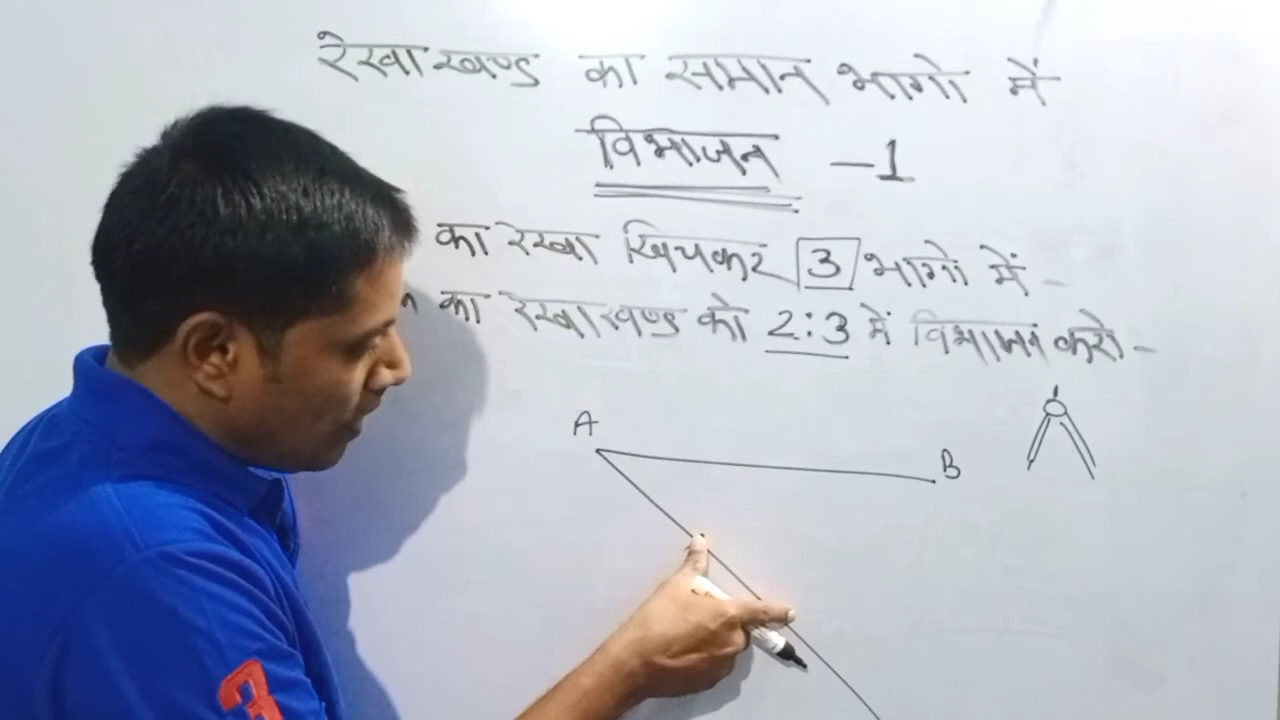 रेखाखण्ड का समान भागो में
विभाजन -1
का रेखा खिचकर 3 भागो में -
का रेखाखण्ड को 2:3 में विभाजन करो -
A
B
3